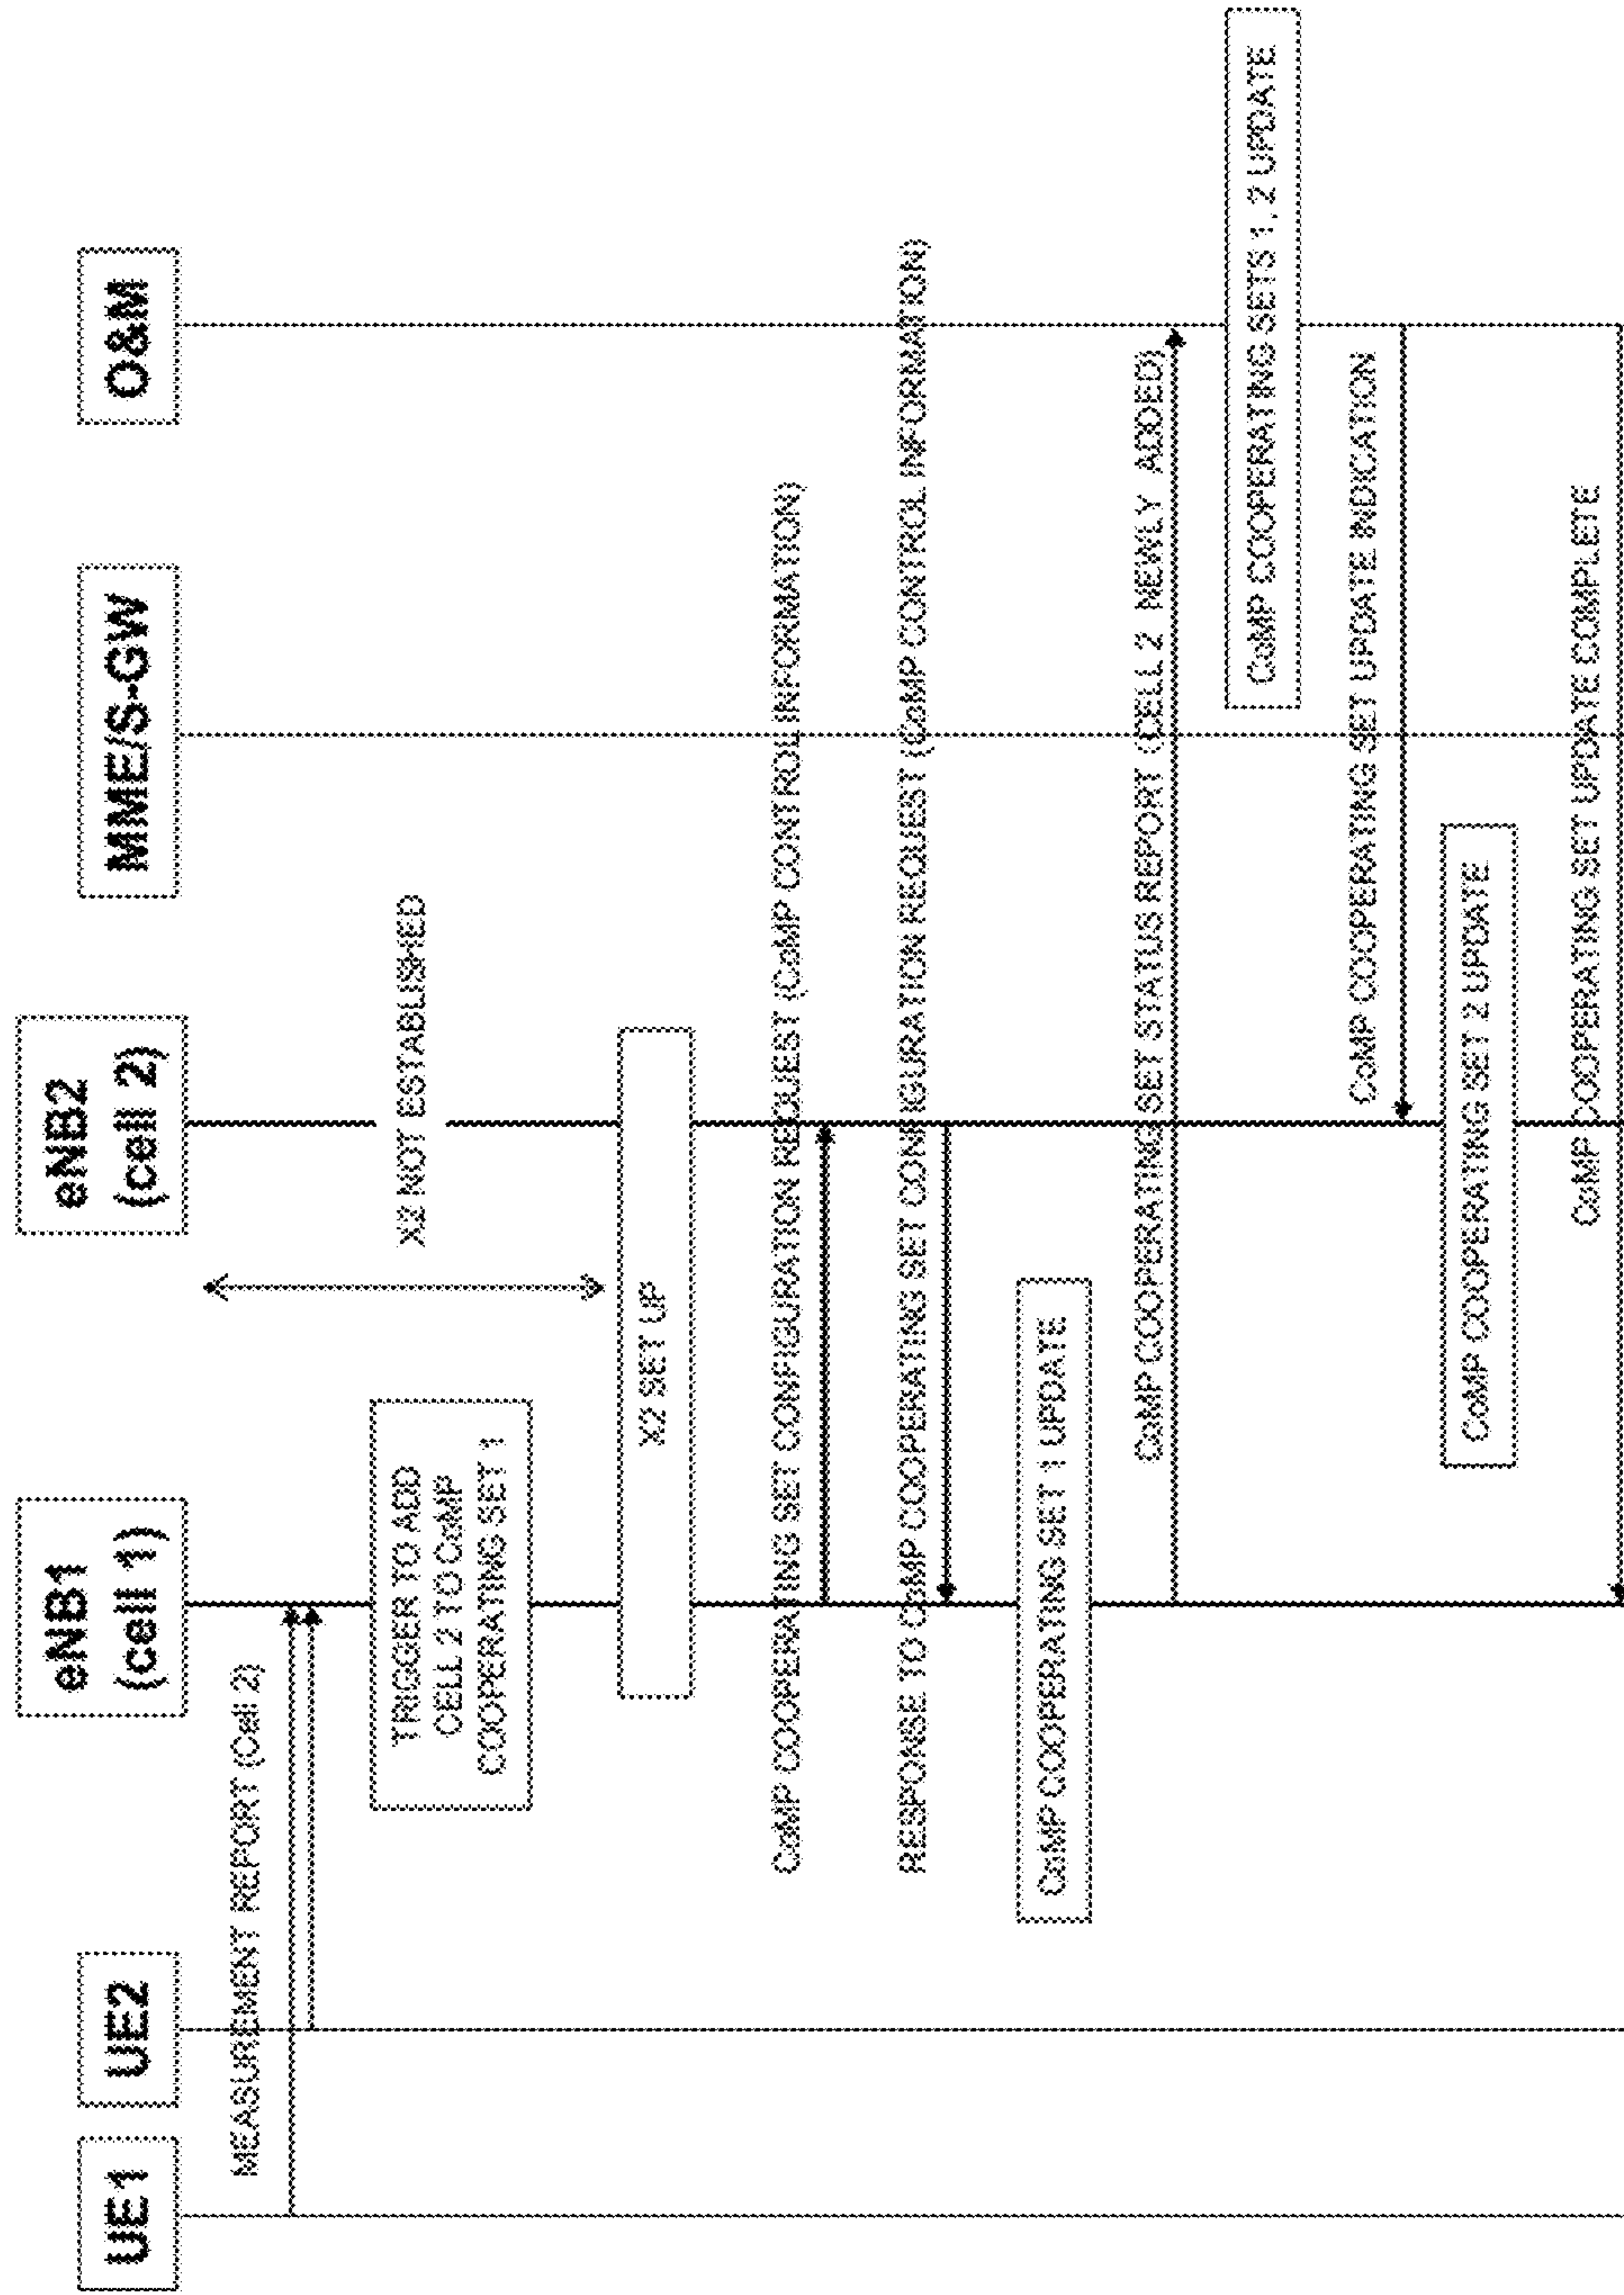 UE1
UE2
eNB1
(cell 1)
eNB2
(cell 2)
MME/S-GW
O&M
MEASUREMENT REPORT (Cell 2)
TRIGGER TO ADD
CELL 2 TO CoMP
COOPERATING SET 1
X2 NOT ESTABLISHED
X2 SET UP
CoMP COOPERATING SET CONFIGURATION REQUEST (CoMP CONTROL INFORMATION)
RESPONSE TO CoMP COOPERATING SET CONFIGURATION REQUEST (CoMP CONTROL INFORMATION)
CoMP COOPERATING SET 1 UPDATE
CoMP COOPERATING SET STATUS REPORT (CELL 2 NEWLY ADDED)
CoMP COOPERATING SETS 1, 2 UPDATE
CoMP COOPERATING SET UPDATE INDICATION
CoMP COOPERATING SET 2 UPDATE
CoMP COOPERATING SET UPDATE COMPLETE